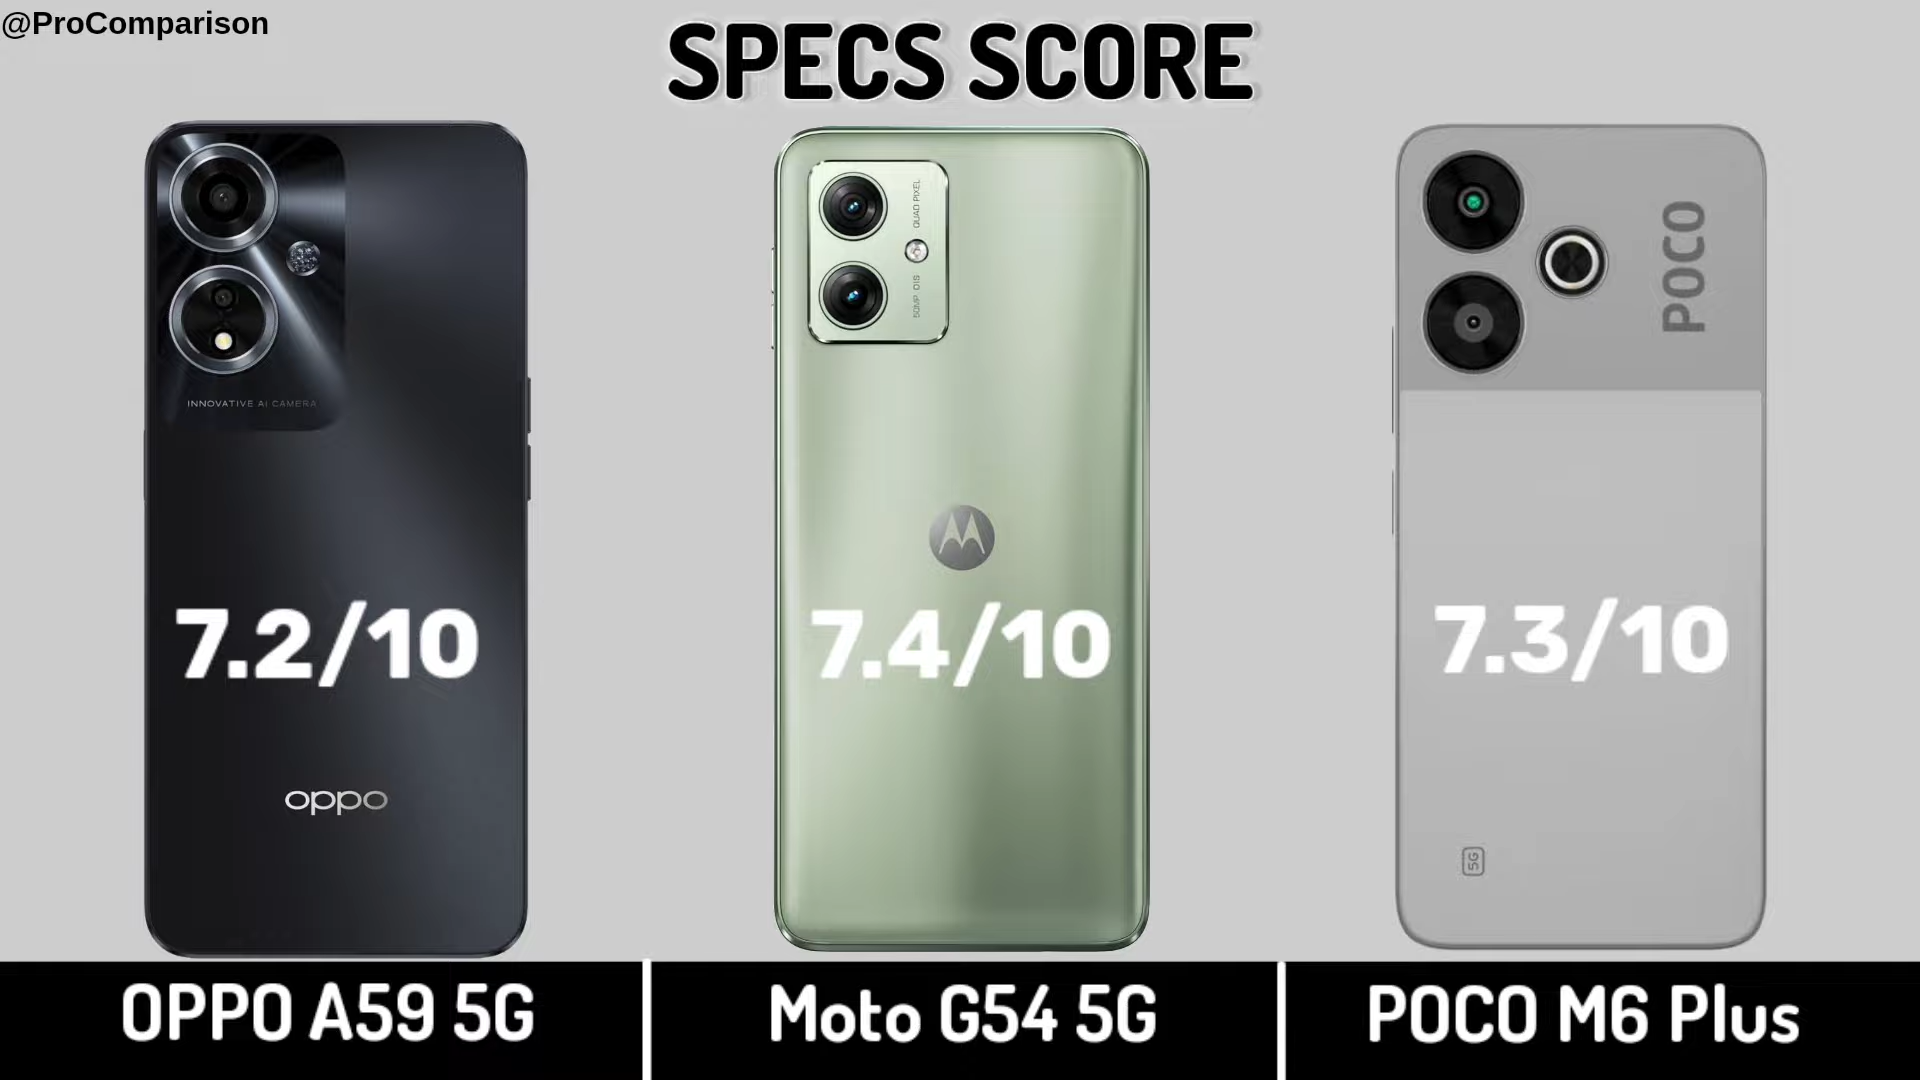 @ProComparison
SPECS SCORE
INNOVATIVE AI CAMERA
7.2/10
oppo
QUAD PIXEL
50MP OIS
7.4/10
POCO
7.3/10
5G
OPPO A59 5G
Moto G54 5G
POCO M6 Plus